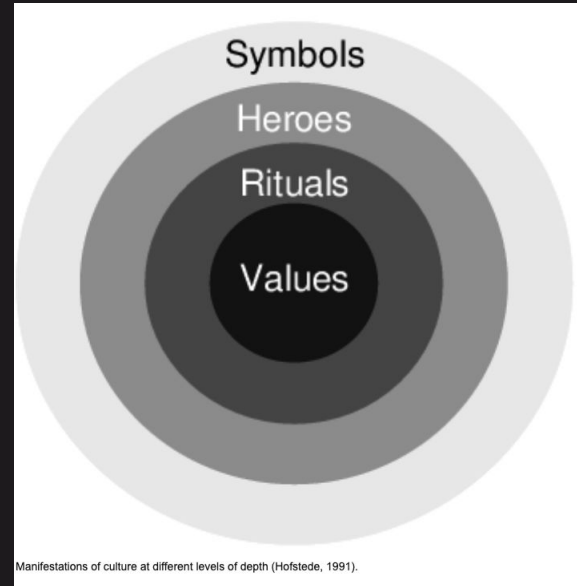 Symbols
Heroes
Rituals
Values
Manifestations of culture at different levels of depth (Hofstede, 1991).